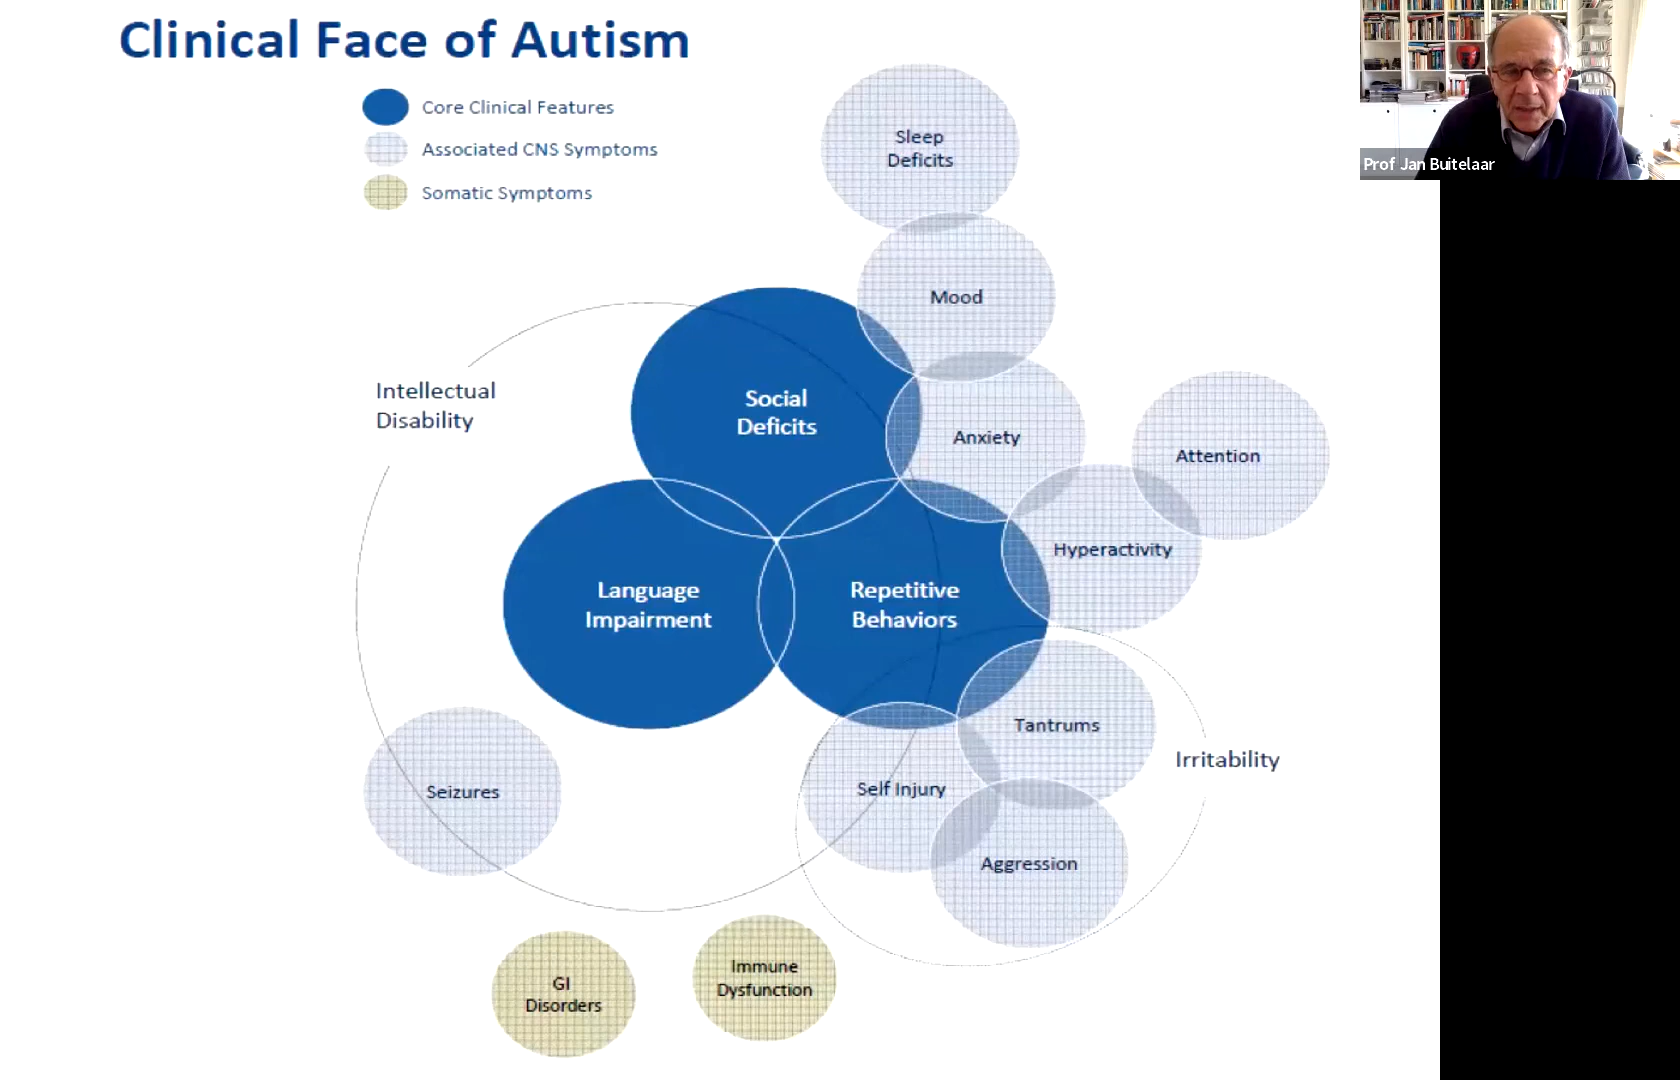 Clinical Face of Autism
Core Clinical Features
Associated CNS Symptoms
Somatic Symptoms
Prof Jan Buitelaar
Sleep
Deficits
Mood
Intellectual
Disability
Social
Deficits
Anxiety
Attention
Hyperactivity
Language
Impairment
Repetitive
Behaviors
Tantrums
Irritability
Self Injury
Seizures
Aggression
GI
Disorders
Immune
Dysfunction